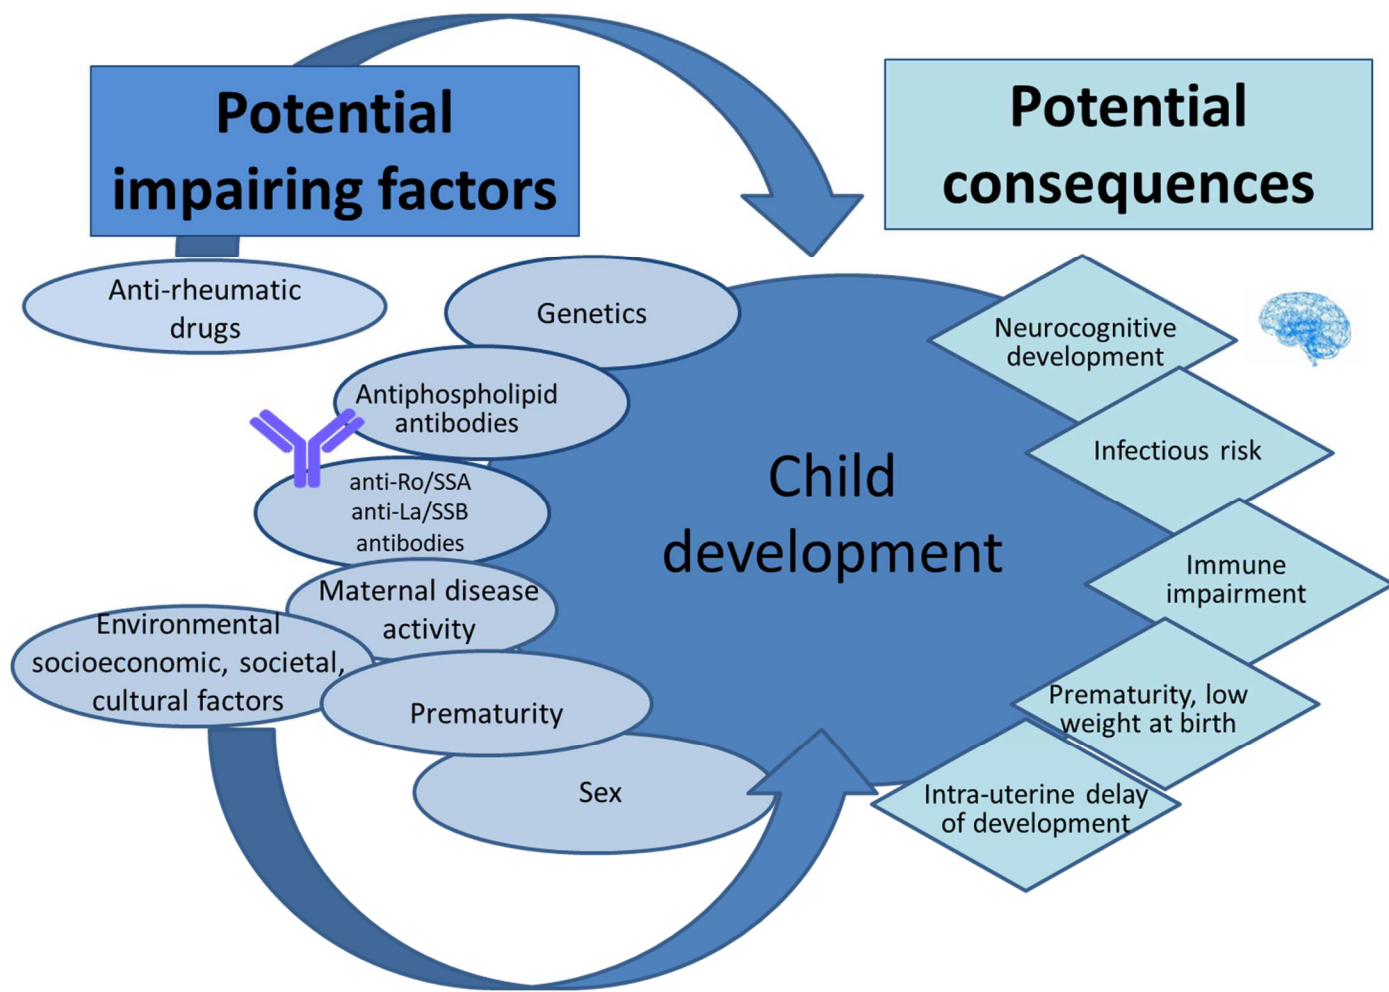 Potential
impairing factors
Potential
consequences
Anti-rheumatic
drugs
Genetics
Antiphospholipid
antibodies
anti-Ro/SSA
anti-La/SSB
antibodies
Maternal disease
activity
Environmental
socioeconomic, societal,
cultural factors
Prematurity
Sex
Child
development
Neurocognitive
development
Infectious risk
Immune
impairment
Prematurity, low
weight at birth
Intra-uterine delay
of development